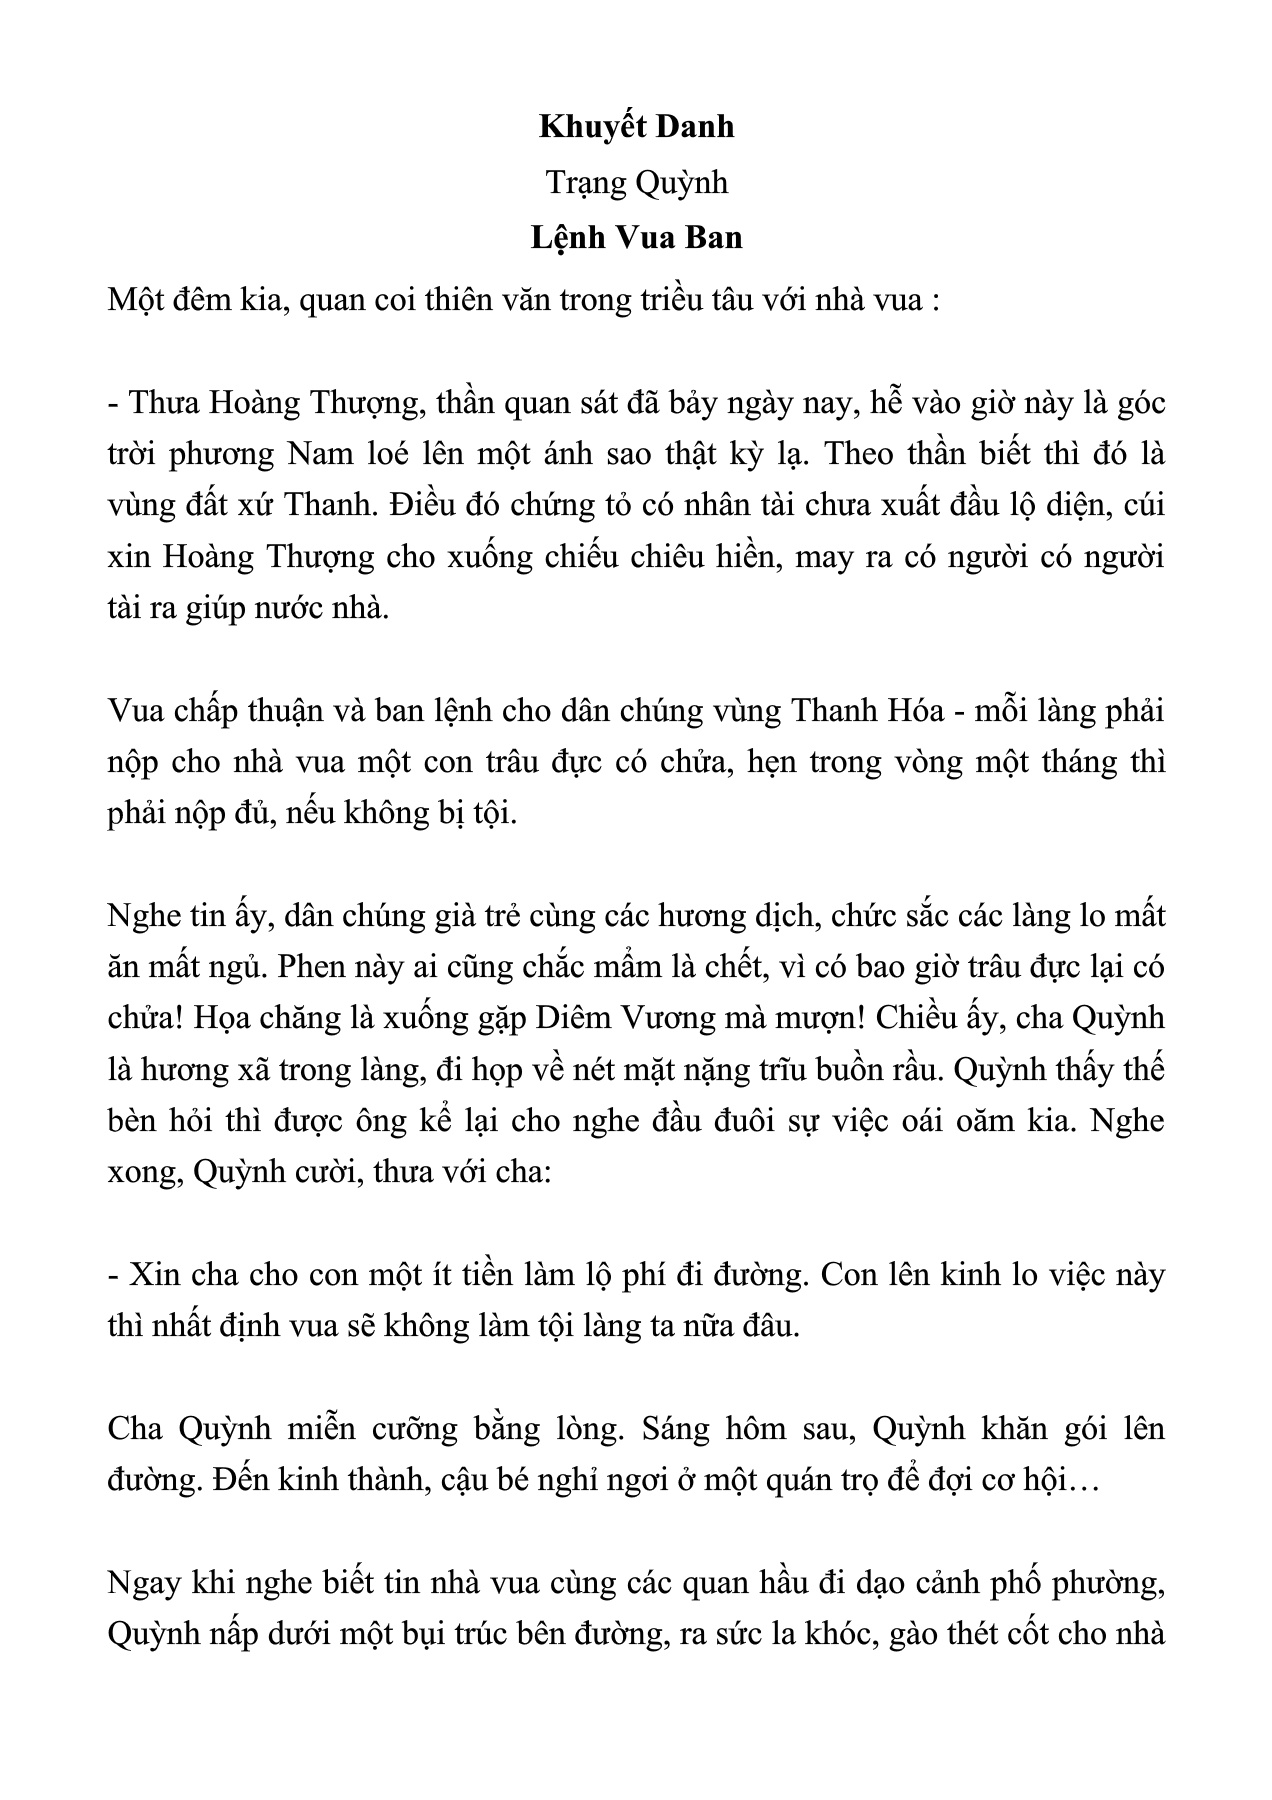 Khuyết Danh
Trạng Quỳnh
Lệnh Vua Ban
Một đêm kia, quan coi thiên văn trong triều tâu với nhà vua :
- Thưa Hoàng Thượng, thần quan sát đã bảy ngày nay, hễ vào giờ này là góc
trời phương Nam loé lên một ánh sao thật kỳ lạ. Theo thần biết thì đó là
vùng đất xứ Thanh. Điều đó chứng tỏ có nhân tài chưa xuất đầu lộ diện, cúi
xin Hoàng Thượng cho xuống chiếu chiêu hiền, may ra có người có người
tài ra giúp nước nhà.
Vua chấp thuận và ban lệnh cho dân chúng vùng Thanh Hóa - mỗi làng phải
nộp cho nhà vua một con trâu đực có chửa, hẹn trong vòng một tháng thì
phải nộp đủ, nếu không bị tội.
Nghe tin ấy, dân chúng già trẻ cùng các hương dịch, chức sắc các làng lo mất
ăn mất ngủ. Phen này ai cũng chắc mẩm là chết, vì có bao giờ trâu đực lại có
chửa! Họa chăng là xuống gặp Diêm Vương mà mượn! Chiều ấy, cha Quỳnh
là hương xã trong làng, đi họp về nét mặt nặng trĩu buồn rầu. Quỳnh thấy thế
bèn hỏi thì được ông kể lại cho nghe đầu đuôi sự việc oái oăm kia. Nghe
xong, Quỳnh cười, thưa với cha:
- Xin cha cho con một ít tiền làm lộ phí đi đường. Con lên kinh lo việc này
thì nhất định vua sẽ không làm tội làng ta nữa đâu.
Cha Quỳnh miễn cưỡng bằng lòng. Sáng hôm sau, Quỳnh khăn gói lên
đường. Đến kinh thành, cậu bé nghỉ ngơi ở một quán trọ để đợi cơ hội…
Ngay khi nghe biết tin nhà vua cùng các quan hầu đi dạo cảnh phố phường,
Quỳnh nấp dưới một bụi trúc bên đường, ra sức la khóc, gào thét cốt cho nhà